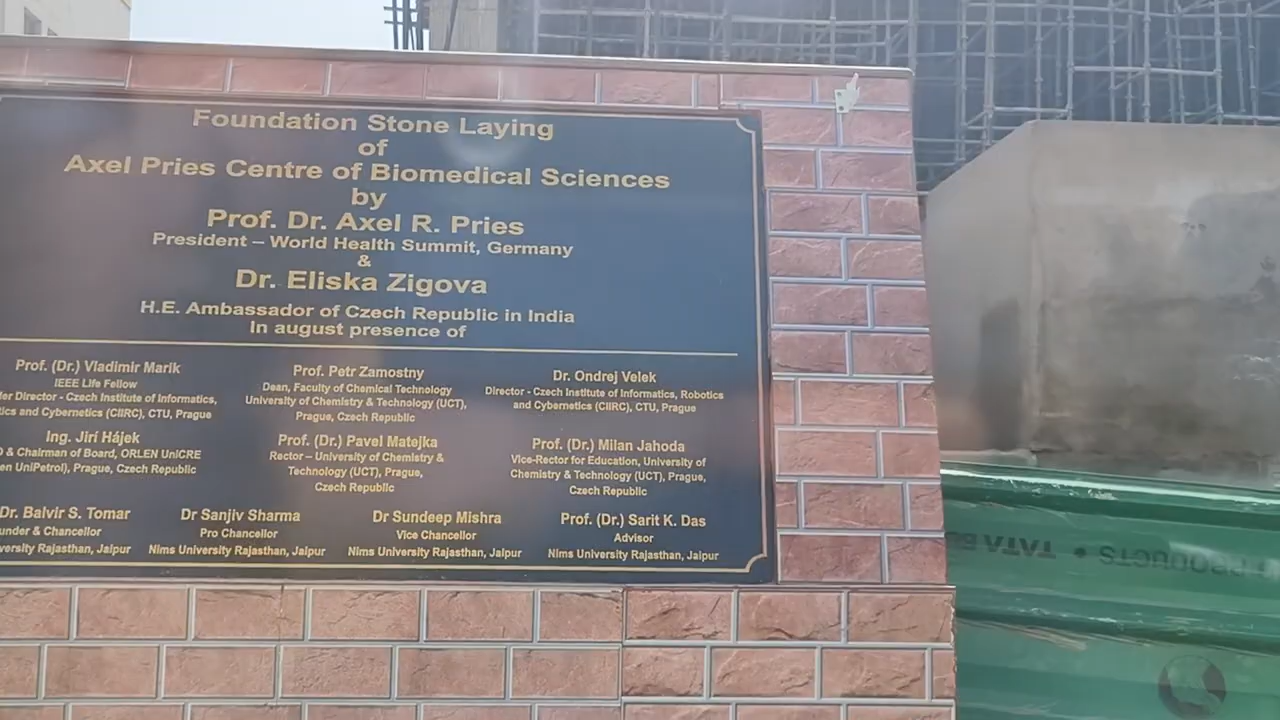 Foundation Stone Laying
of
Axel Pries Centre of Biomedical Sciences
by
Prof. Dr. Axel R. Pries
President – World Health Summit, Germany
&
Dr. Eliska Zigova
H.E. Ambassador of Czech Republic in India
In august presence of
Prof. (Dr.) Vladimir Marik
IEEE Life Fellow
Director - Czech Institute of Informatics,
and Cybernetics (CIIRC), CTU, Prague
Prof. Petr Zamostny
Dean, Faculty of Chemical Technology
University of Chemistry & Technology (UCT),
Prague, Czech Republic
Dr. Ondrej Velek
Director - Czech Institute of Informatics, Robotics
and Cybernetics (CIIRC), CTU, Prague
Ing. Jirí Hájek
& Chairman of Board, ORLEN UniCRE
UniPetrol), Prague, Czech Republic
Prof. (Dr.) Pavel Matejka
Rector – University of Chemistry &
Technology (UCT), Prague,
Czech Republic
Prof. (Dr.) Milan Jahoda
Vice-Rector for Education, University of
Chemistry & Technology (UCT), Prague,
Czech Republic
Dr. Balvir S. Tomar
& Chancellor
Rajasthan, Jaipur
Dr Sanjiv Sharma
Pro Chancellor
Nims University Rajasthan, Jaipur
Dr Sundeep Mishra
Vice Chancellor
Nims University Rajasthan, Jaipur
Prof. (Dr.) Sarit K. Das
Advisor
Nims University Rajasthan, Jaipur
PRODUCTS • TATA